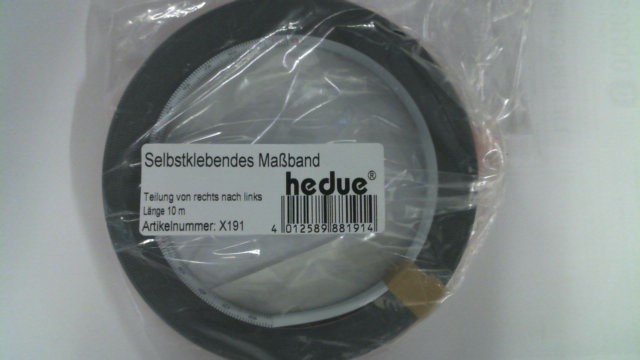 Selbstklebendes Maßband
hedue®
Teilung von rechts nach links
Länge 10 m
Artikelnummer: X191
4 012589 881914